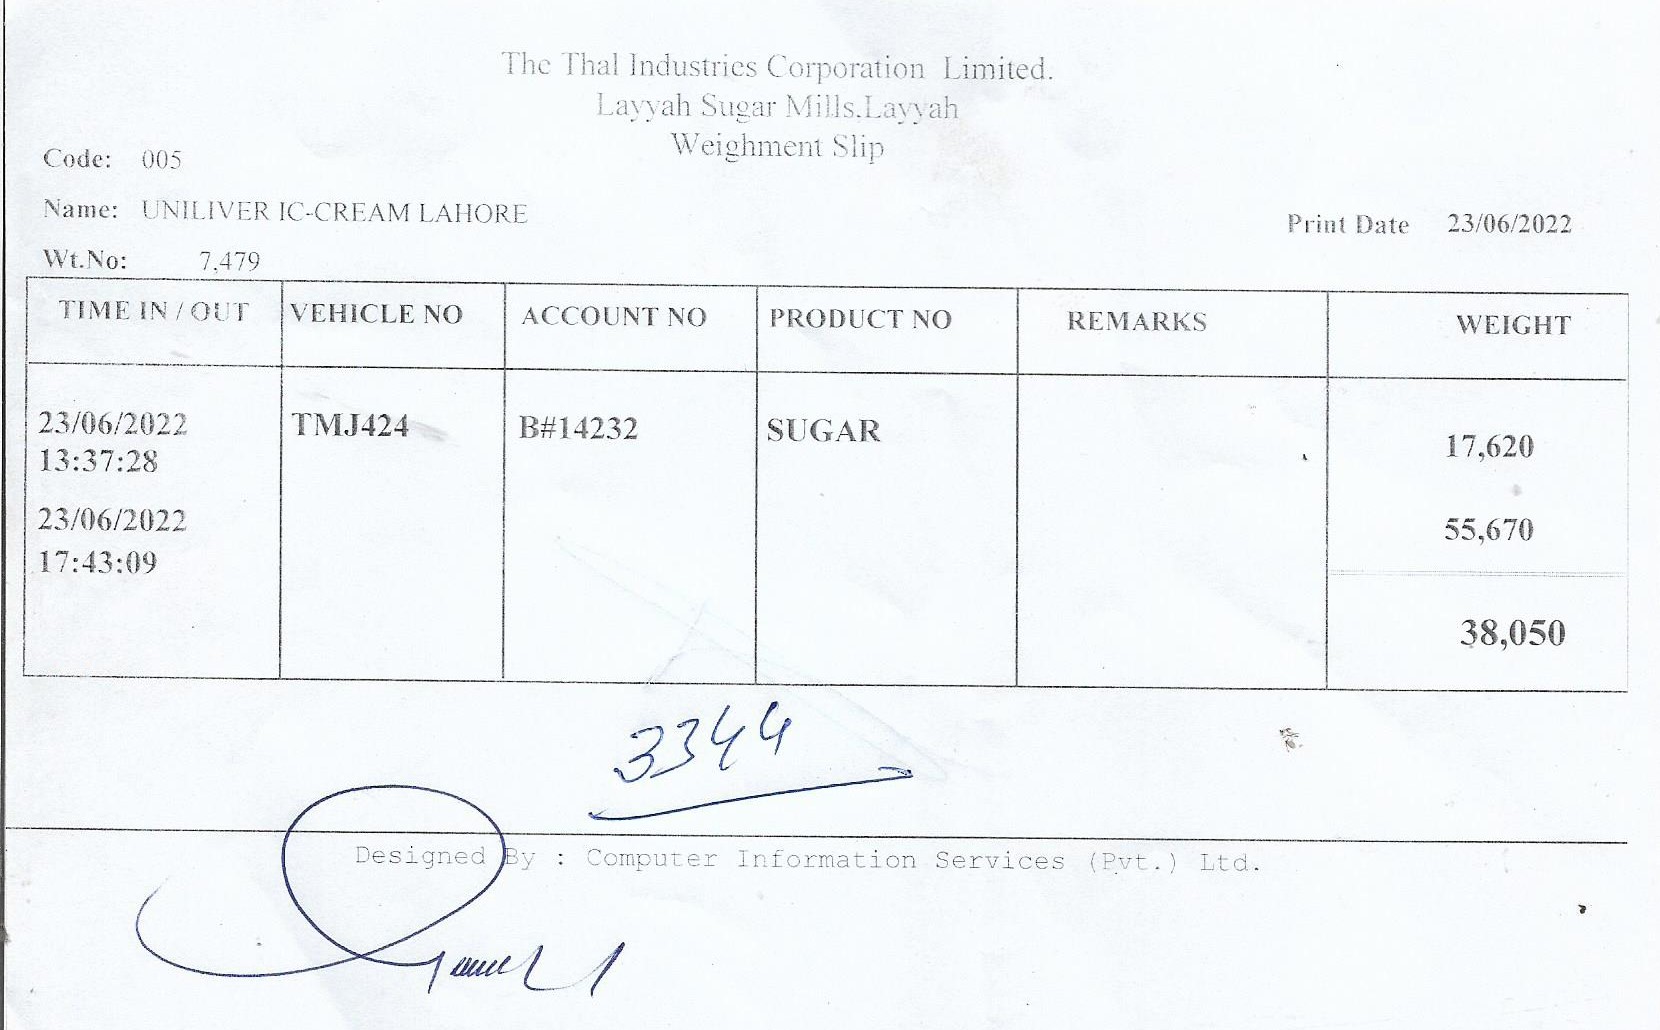 The Thal Industries Corporation Limited.
Layyah Sugar Mills.Layyah
Weighment Slip
Code: 005
Name: UNILIVER IC-CREAM LAHORE
Print Date 23/06/2022
Wt.No: 7,479
TIME IN / OUT VEHICLE NO ACCOUNT NO PRODUCT NO REMARKS WEIGHT
23/06/2022 TMJ424 B#14232 SUGAR 17,620
13:37:28
23/06/2022 55,670
17:43:09
38,050
3344
Designed By : Computer Information Services (Pvt.) Ltd.